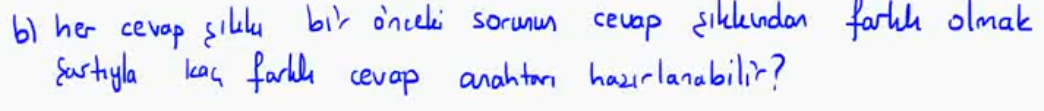 b) her cevap şıkkı bir önceki sorunun cevap şıkkından farklı olmak
şartıyla kaç farklı cevap anahtarı hazırlanabilir?